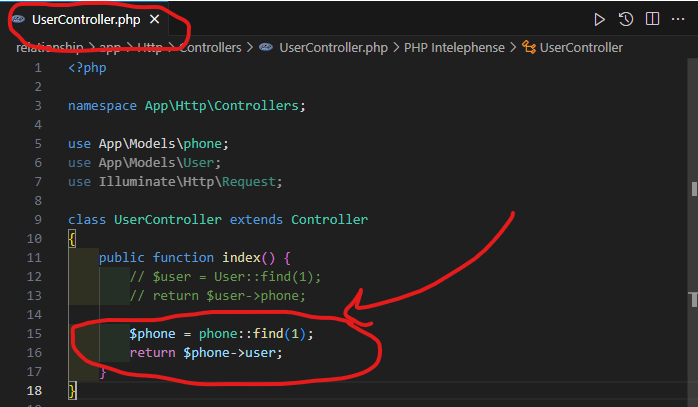 UserController.php ×
relationship > app > Http > Controllers > UserController.php > PHP Intelephense > UserController
1 <?php
2
3 namespace App\Http\Controllers;
4
5 use App\Models\phone;
6 use App\Models\User;
7 use Illuminate\Http\Request;
8
9 class UserController extends Controller
10 {
11     public function index() {
12         // $user = User::find(1);
13         // return $user->phone;
14
15         $phone = phone::find(1);
16         return $phone->user;
17     }
18 }